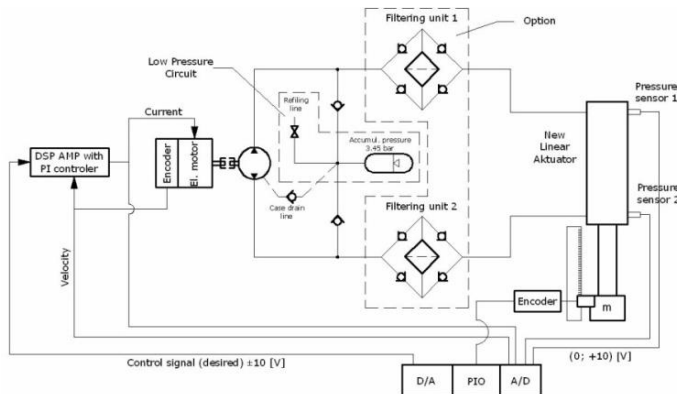 Filtering unit 1
Option
Low Pressure
Circuit
Pressure
sensor 1
Refiling
line
Current
Accumul. pressure
3.45 bar
New
Linear
Aktuator
DSP AMP with
PI controler
Encoder
El. motor
Case drain
line
Filtering unit 2
Pressure
sensor 2
Velocity
Encoder
m
Control signal (desired) ±10 [V]
(0; +10) [V]
D/A
PIO
A/D